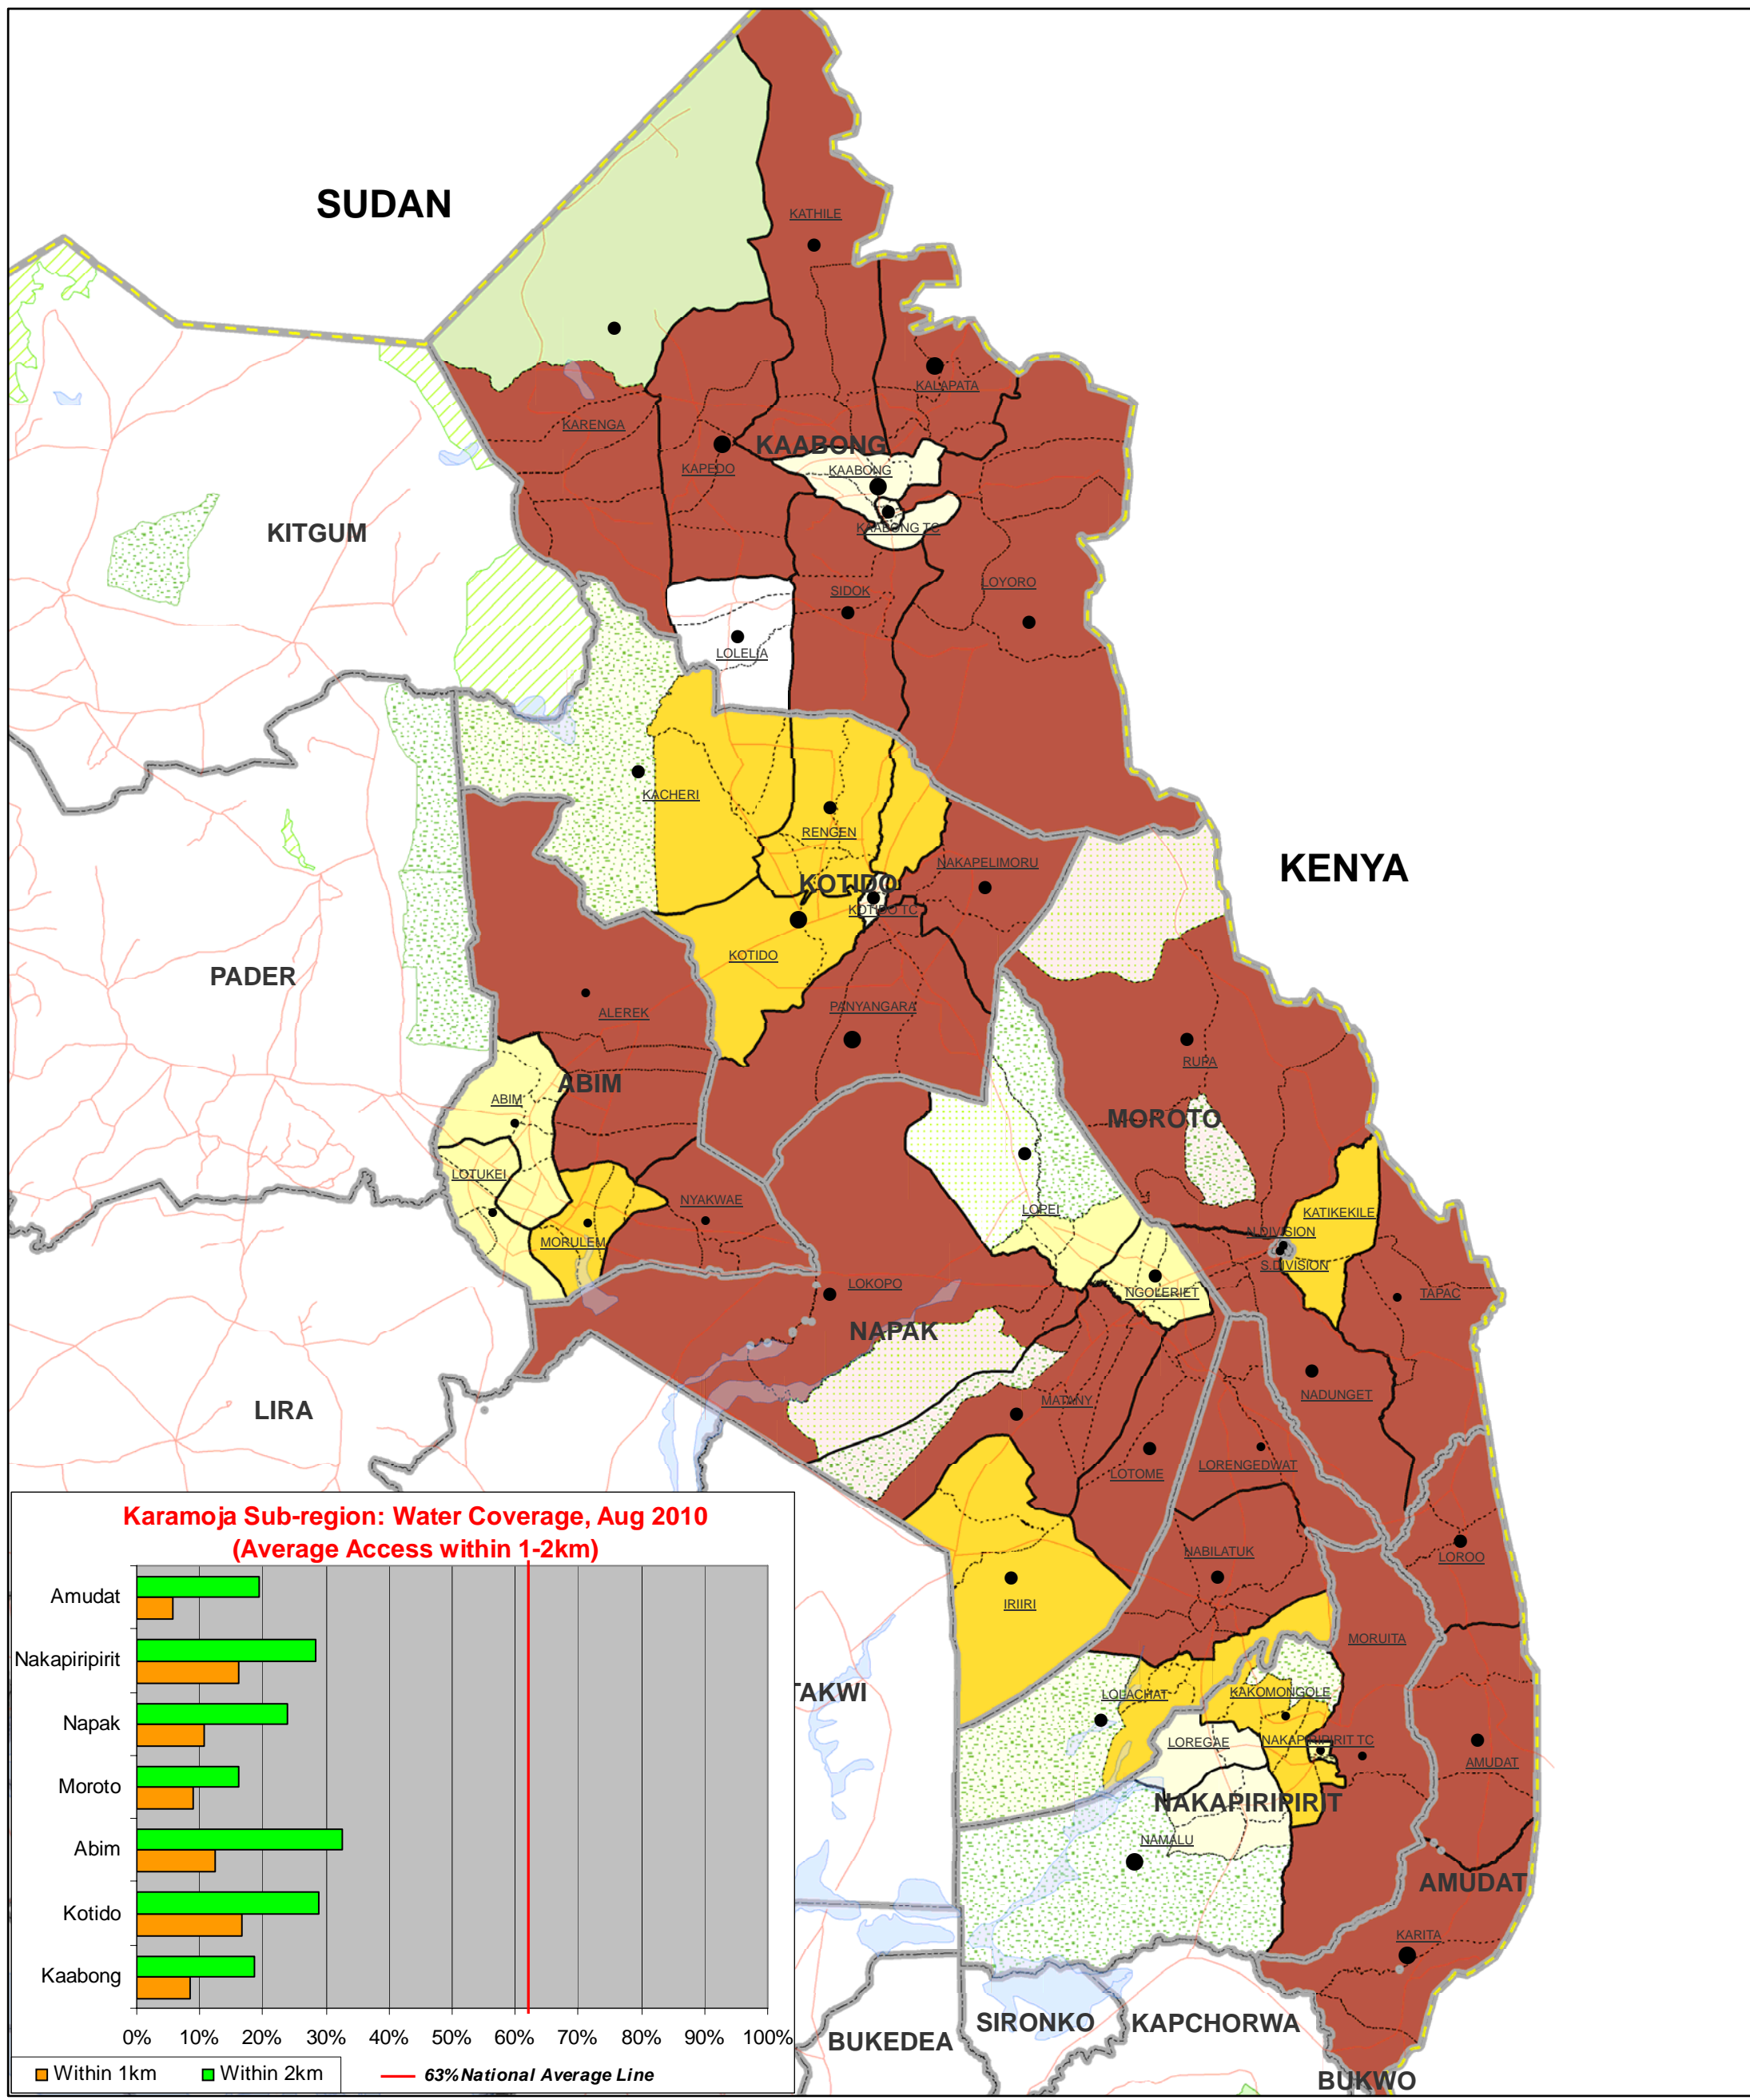 SUDAN
KATHILE
KALAPATA
KARENGA
KAABONG
KAPEDO
KAABONG
KAABONG TC
KITGUM
SIDOK
LOYORO
LOLELIA
KACHERI
RENGEN
NAKAPELIMORU
KENYA
KOTIDO
KOTIDO TC
KOTIDO
PADER
PANYANGARA
ALEREK
RUPA
ABIM
ABIM
MOROTO
LOTUKEI
NYAKWAE
LOPEI
KATIKEKILE
MORULEM
N.DIVISION
S.DIVISION
LOKOPO
NGOLERIET
TAPAC
NAPAK
NADUNGET
MATANY
LIRA
LOTOME
LORENGEDWAT
NABILATUK
LOROO
IRIIRI
MORUITA
TAKWI
LOLACHAT
KAKOMONGOLE
LOREGAE
NAKAPIRIPIRIT TC
AMUDAT
NAKAPIRIPIRIT
NAMALU
AMUDAT
KARITA
SIRONKO
KAPCHORWA
BUKEDEA
BUKWO
Karamoja Sub-region: Water Coverage, Aug 2010
(Average Access within 1-2km)
Amudat
Nakapiripirit
Napak
Moroto
Abim
Kotido
Kaabong
0% 10% 20% 30% 40% 50% 60% 70% 80% 90% 100%
Within 1km Within 2km 63%National Average Line